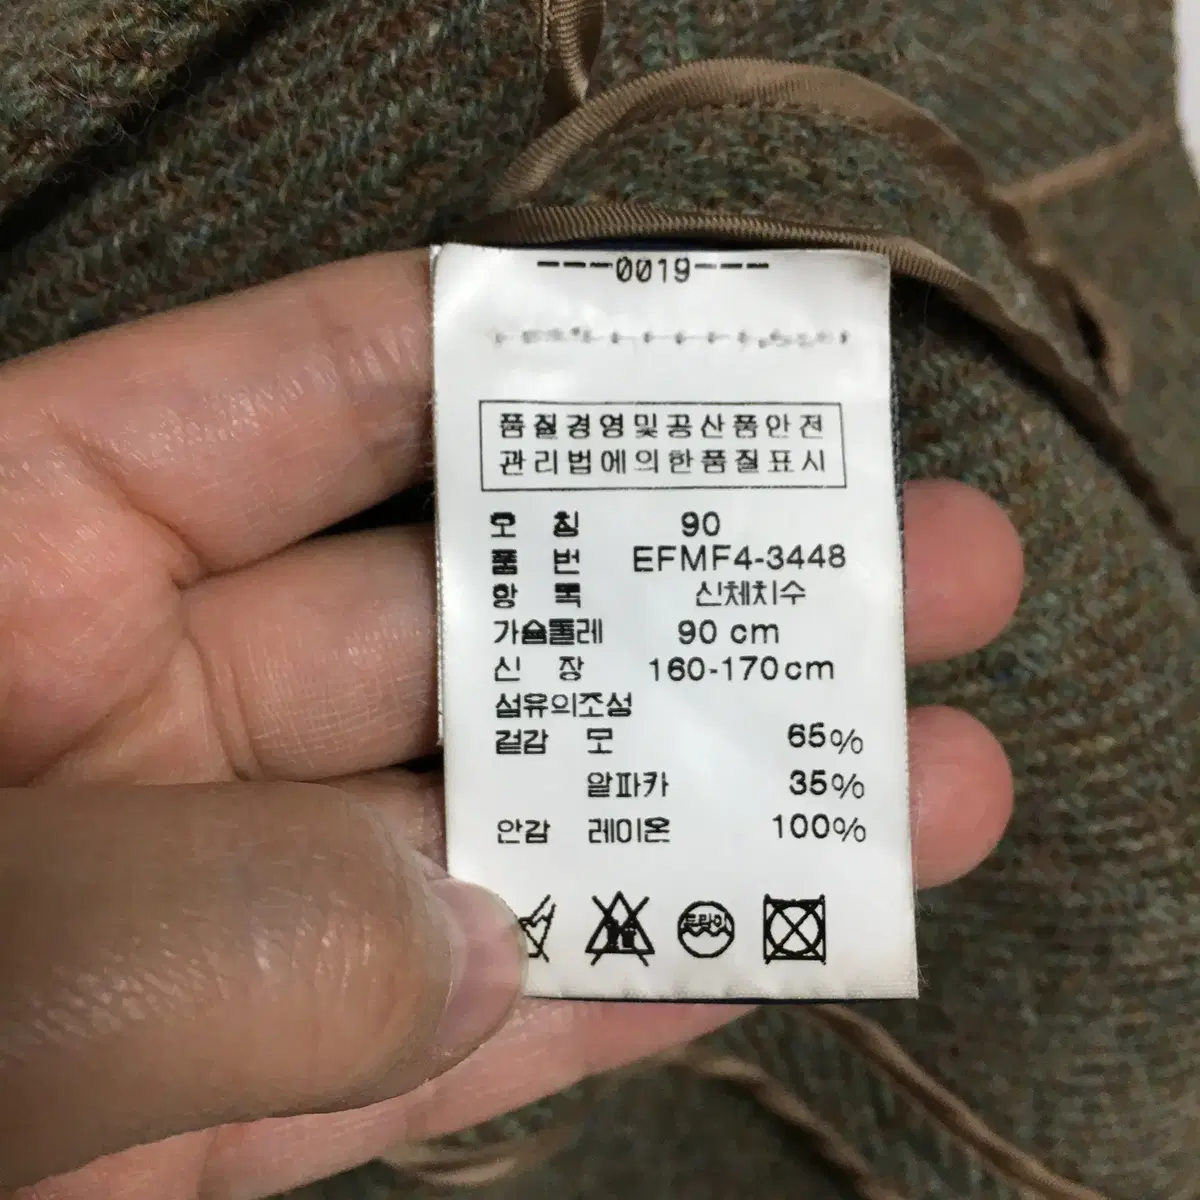 ---0019---
품질경영및공산품안전
관리법에의한품질표시
호 칭 90
품 번 EFMF4-3448
항 목 신체치수
가슴둘레 90 cm
신 장 160-170cm
섬유의조성
겉감 모 65%
알파카 35%
안감 레이온 100%
드라이